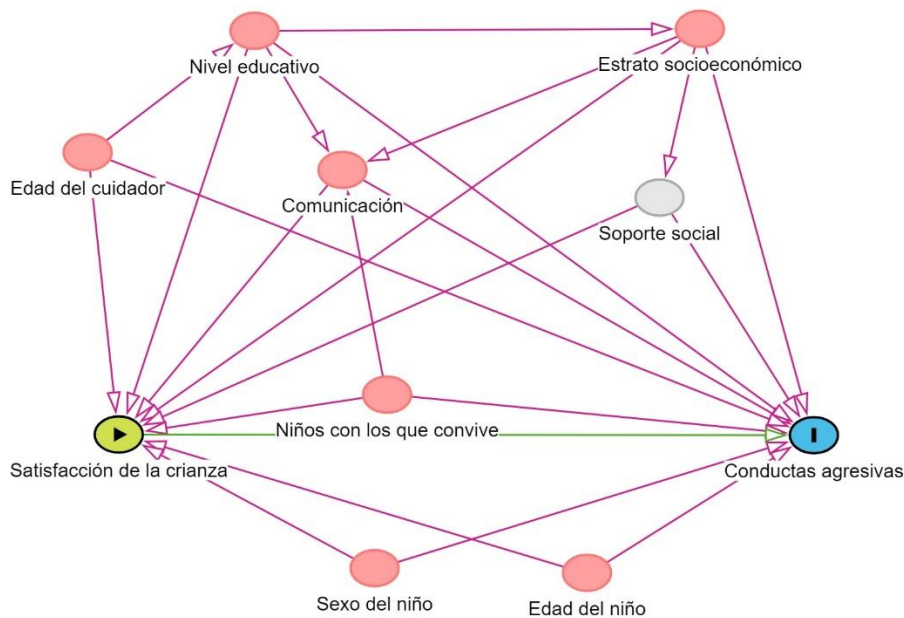 Nivel educativo
Estrato socioeconómico
Edad del cuidador
Comunicación
Soporte social
Niños con los que convive
Satisfacción de la crianza
Conductas agresivas
Sexo del niño
Edad del niño